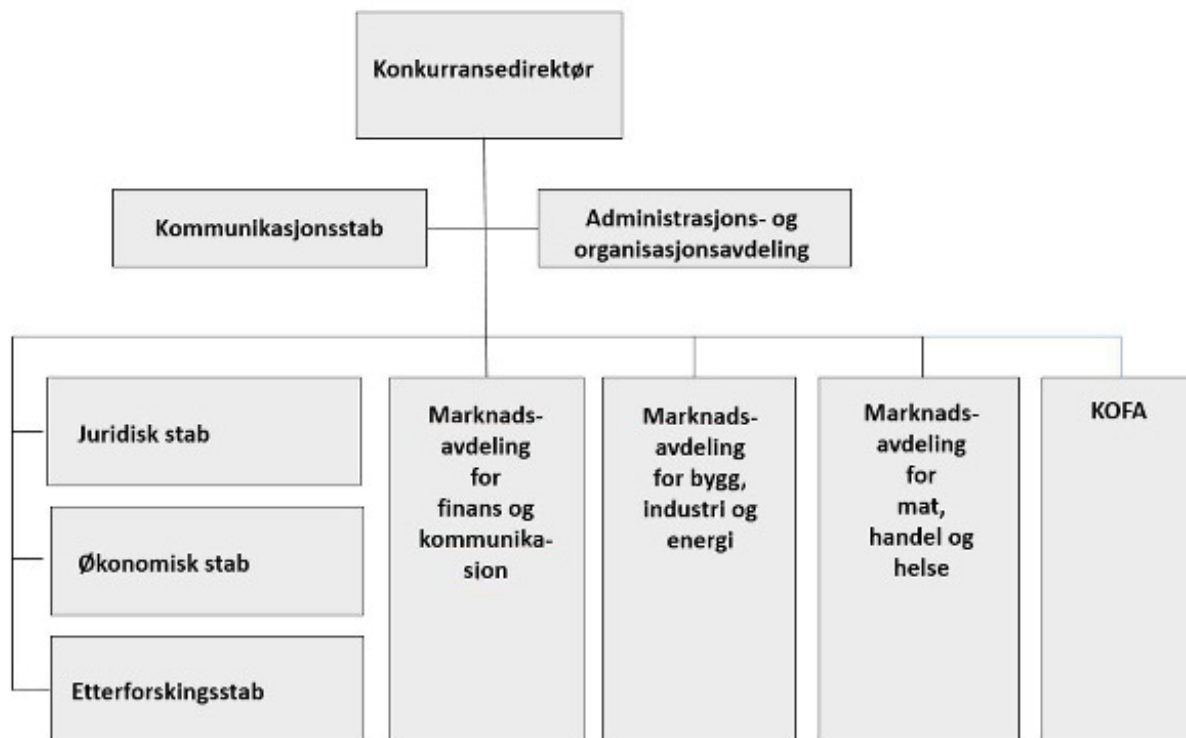 Konkurransedirektør
Kommunikasjonsstab
Administrasjons- og
organisasjonsavdeling
Juridisk stab
Økonomisk stab
Etterforskingsstab
Marknads-
avdeling
for
finans og
kommunika-
sjon
Marknads-
avdeling
for bygg,
industri og
energi
Marknads-
avdeling
for
mat,
handel og
helse
KOFA